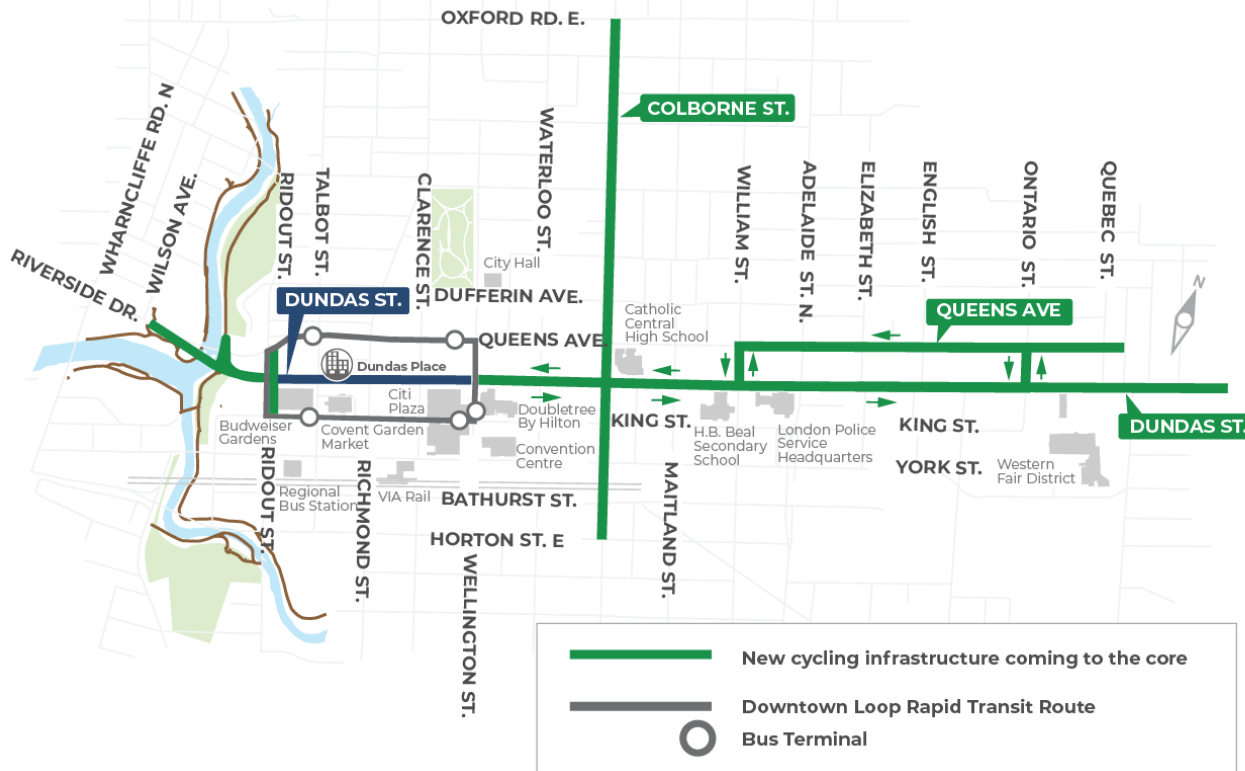 OXFORD RD. E.
COLBORNE ST.
WHARNCLIFFE RD. N
WILSON AVE.
RIVERSIDE DR.
RIDOUT ST.
TALBOT ST.
CLARENCE ST.
WATERLOO ST.
WILLIAM ST.
ADELAIDE ST. N.
ELIZABETH ST.
ENGLISH ST.
ONTARIO ST.
QUEBEC ST.
N
City Hall
DUFFERIN AVE.
DUNDAS ST.
QUEENS AVE.
Catholic
Central
High School
QUEENS AVE
Dundas Place
Citi
Plaza
Budweiser
Gardens
Covent Garden
Market
Doubletree
By Hilton
Convention
Centre
KING ST.
H.B. Beal
Secondary
School
London Police
Service
Headquarters
KING ST.
YORK ST.
DUNDAS ST.
Western
Fair District
RIDOUT ST.
Regional
Bus Station
RICHMOND ST.
VIA Rail
BATHURST ST.
HORTON ST. E
WELLINGTON ST.
MAITLAND ST.
New cycling infrastructure coming to the core
Downtown Loop Rapid Transit Route
Bus Terminal